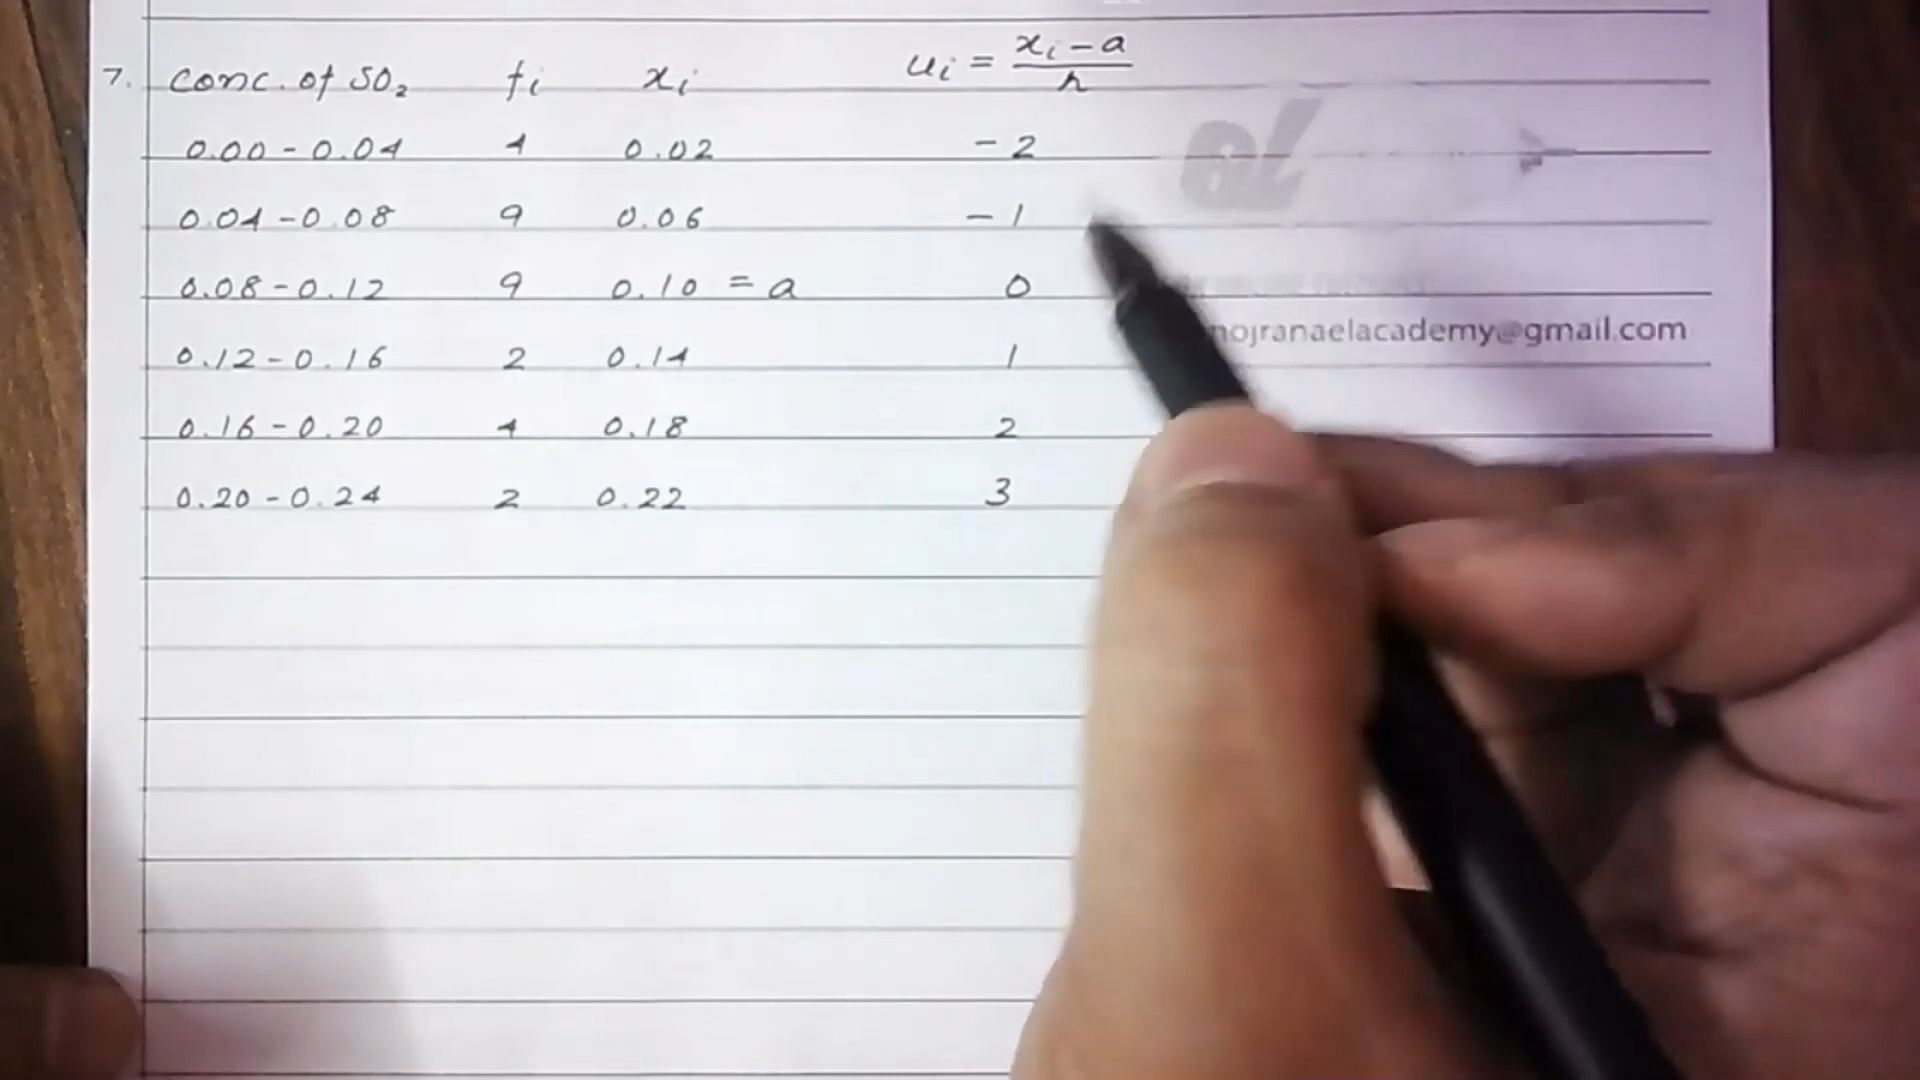 7. conc. of SO₂ fi xi ui = xi - a / h
0.00 - 0.04 4 0.02 - 2
0.04 - 0.08 9 0.06 - 1
0.08 - 0.12 9 0.10 = a 0
0.12 - 0.16 2 0.14 1
0.16 - 0.20 4 0.18 2
0.20 - 0.24 2 0.22 3
nojranaelacademy@gmail.com